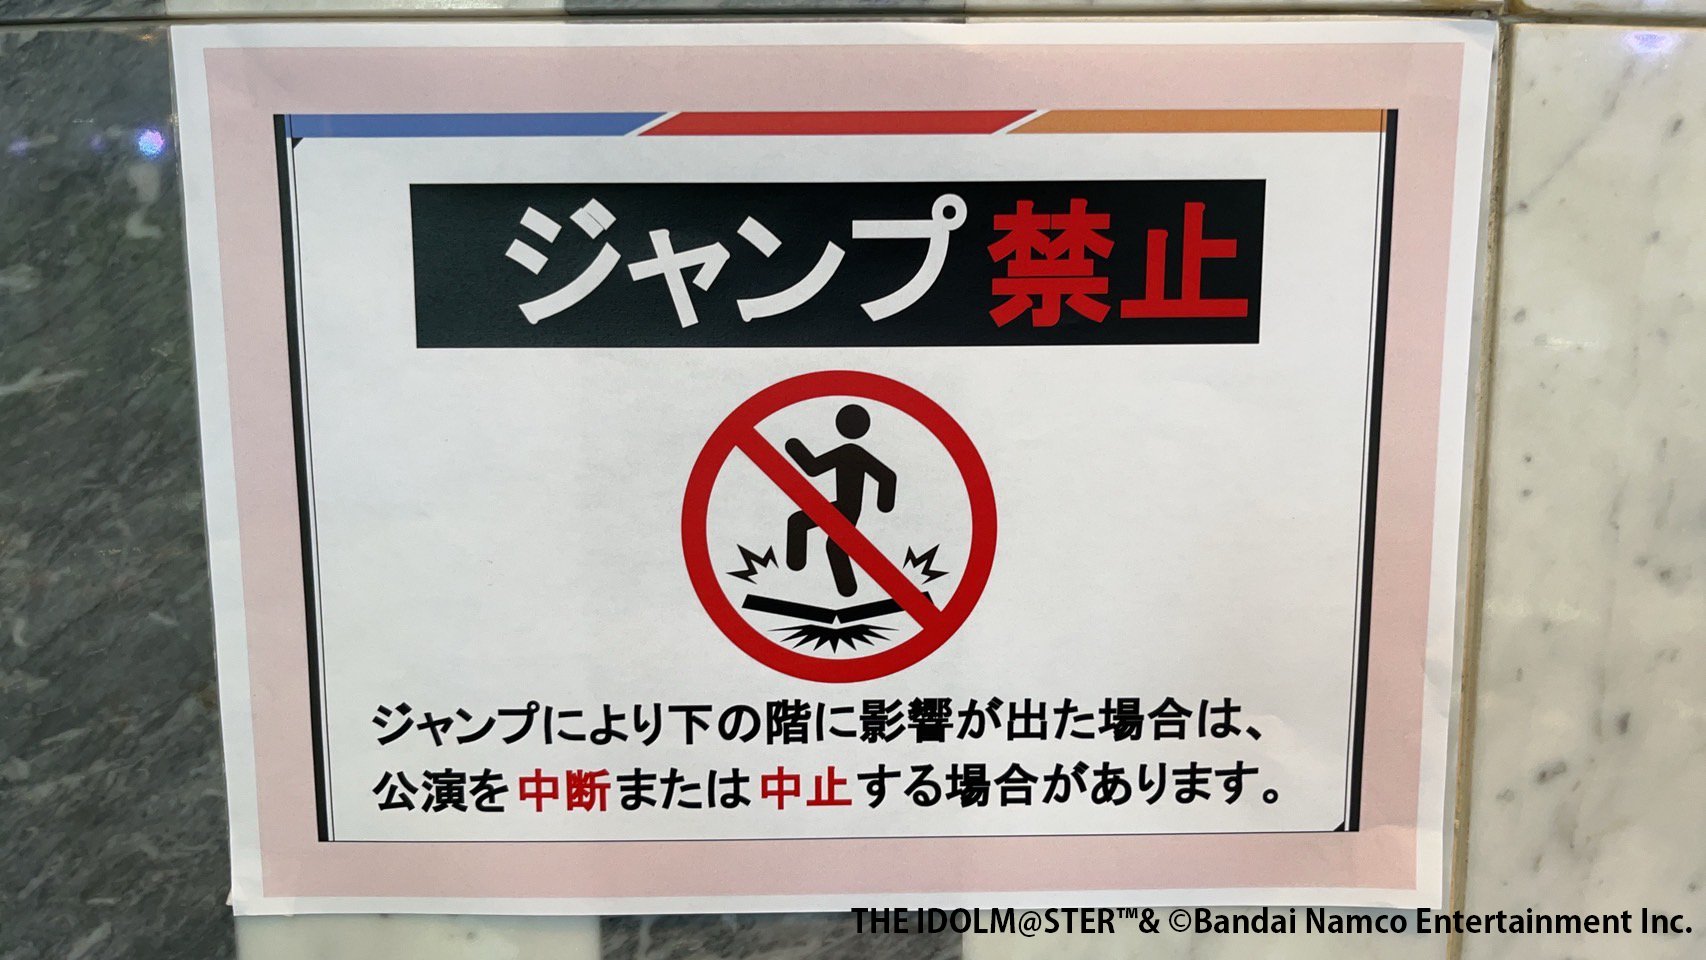 ジャンプ禁止
ジャンプにより下の階に影響が出た場合は、
公演を中断または中止する場合があります。
THE IDOLM@STER™& ©Bandai Namco Entertainment Inc.